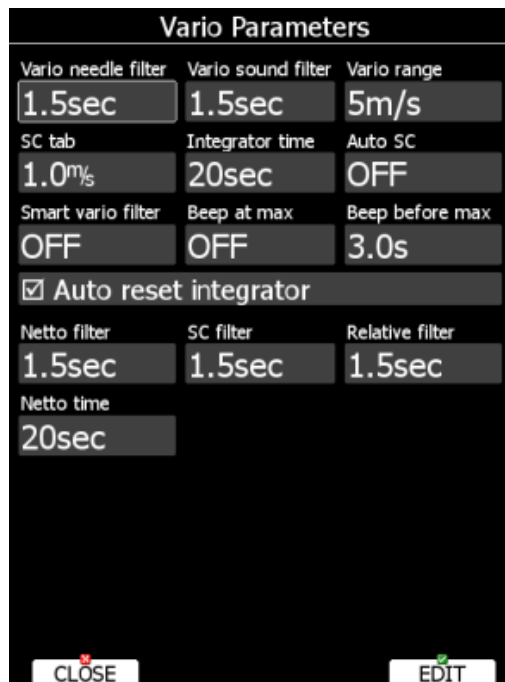 Vario Parameters
Vario needle filter Vario sound filter Vario range
1.5sec 1.5sec 5m/s
SC tab Integrator time Auto SC
1.0m/s 20sec OFF
Smart vario filter Beep at max Beep before max
OFF OFF 3.0s
☑ Auto reset integrator
Netto filter SC filter Relative filter
1.5sec 1.5sec 1.5sec
Netto time
20sec
CLOSE EDIT